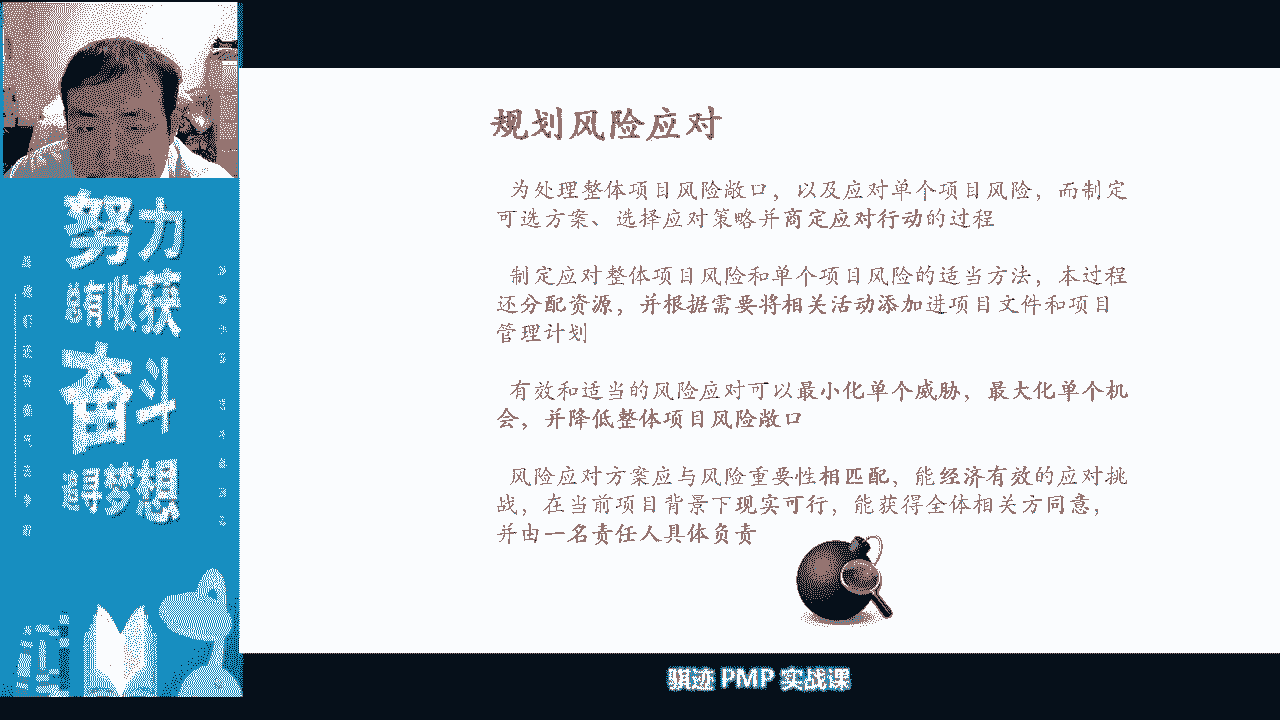 努力
总有收获
奋斗
追寻梦想
规划风险应对
为处理整体项目风险敞口，以及应对单个项目风险，而制定
可选方案、选择应对策略并商定应对行动的过程
制定应对整体项目风险和单个项目风险的适当方法，本过程
还分配资源，并根据需要将相关活动添加进项目文件和项目
管理计划
有效和适当的风险应对可以最小化单个威胁，最大化单个机
会，并降低整体项目风险敞口
风险应对方案应与风险重要性相匹配，能经济有效的应对挑
战，在当前项目背景下现实可行，能获得全体相关方同意，
并由一名责任人具体负责
骐迹 PMP 实战课